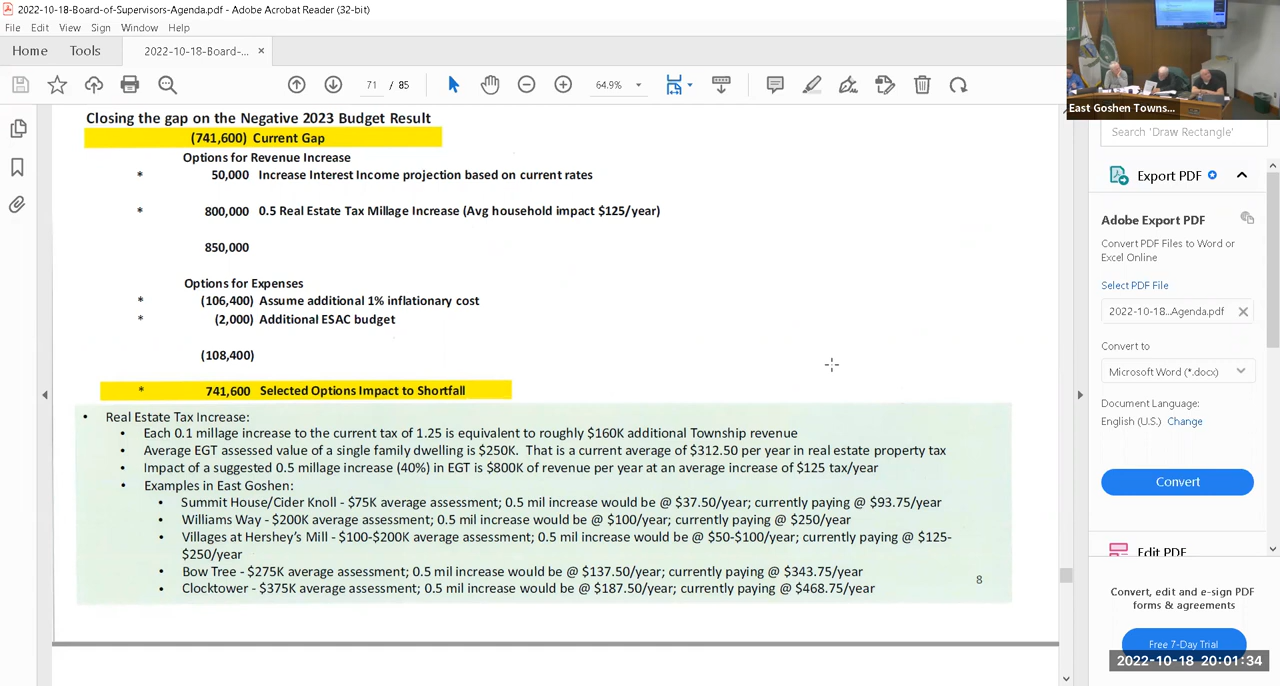 2022-10-18-Board-of-Supervisors-Agenda.pdf - Adobe Acrobat Reader (32-bit)
File Edit View Sign Window Help
Home Tools 2022-10-18-Board-... ×
71 / 85 64.9%
East Goshen Towns...
Search 'Draw Rectangle'
Closing the gap on the Negative 2023 Budget Result
(741,600) Current Gap
Options for Revenue Increase
* 50,000 Increase Interest Income projection based on current rates
* 800,000 0.5 Real Estate Tax Millage Increase (Avg household impact $125/year)
850,000
Options for Expenses
* (106,400) Assume additional 1% inflationary cost
* (2,000) Additional ESAC budget
(108,400)
* 741,600 Selected Options Impact to Shortfall
• Real Estate Tax Increase:
• Each 0.1 millage increase to the current tax of 1.25 is equivalent to roughly $160K additional Township revenue
• Average EGT assessed value of a single family dwelling is $250K. That is a current average of $312.50 per year in real estate property tax
• Impact of a suggested 0.5 millage increase (40%) in EGT is $800K of revenue per year at an average increase of $125 tax/year
• Examples in East Goshen:
• Summit House/Cider Knoll - $75K average assessment; 0.5 mil increase would be @ $37.50/year; currently paying @ $93.75/year
• Williams Way - $200K average assessment; 0.5 mil increase would be @ $100/year; currently paying @ $250/year
• Villages at Hershey's Mill - $100-$200K average assessment; 0.5 mil increase would be @ $50-$100/year; currently paying @ $125-
$250/year
• Bow Tree - $275K average assessment; 0.5 mil increase would be @ $137.50/year; currently paying @ $343.75/year
• Clocktower - $375K average assessment; 0.5 mil increase would be @ $187.50/year; currently paying @ $468.75/year
8
Export PDF
Adobe Export PDF
Convert PDF Files to Word or
Excel Online
Select PDF File
2022-10-18...Agenda.pdf ×
Convert to
Microsoft Word (*.docx)
Document Language:
English (U.S.) Change
Convert
Edit PDF
Convert, edit and e-sign PDF
forms & agreements
Free 7-Day Trial
2022-10-18 20:01:34